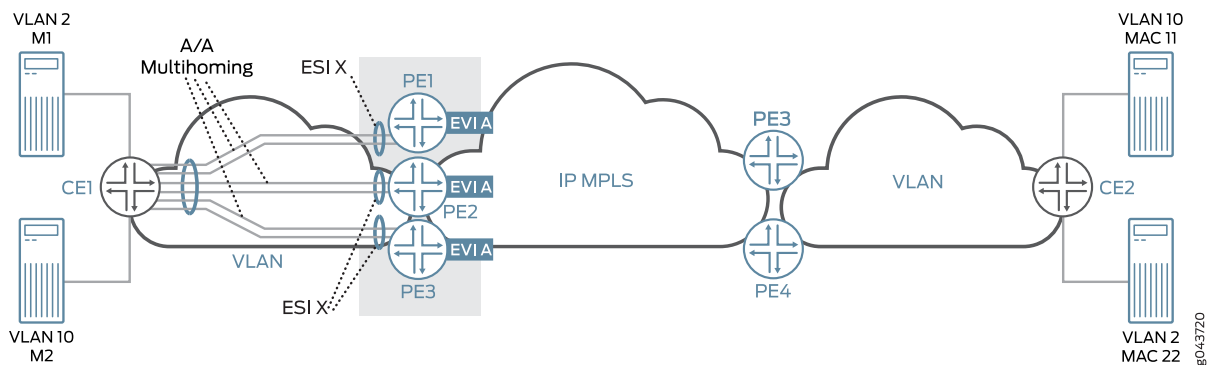 VLAN 2
M1
A/A
Multihoming
ESI X
PE1
EVI A
CE1
PE2
EVI A
VLAN
PE3
EVI A
ESI X
VLAN 10
M2
IP MPLS
PE3
PE4
VLAN
VLAN 10
MAC 11
CE2
VLAN 2
MAC 22
g043720